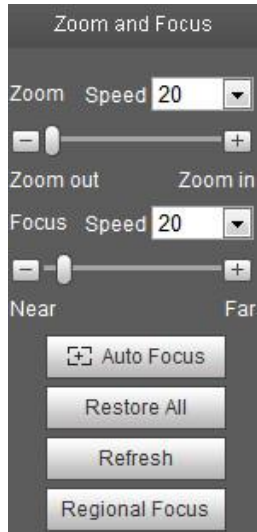 Zoom and Focus
Zoom Speed 20
Zoom out Zoom in
Focus Speed 20
Near Far
Auto Focus
Restore All
Refresh
Regional Focus